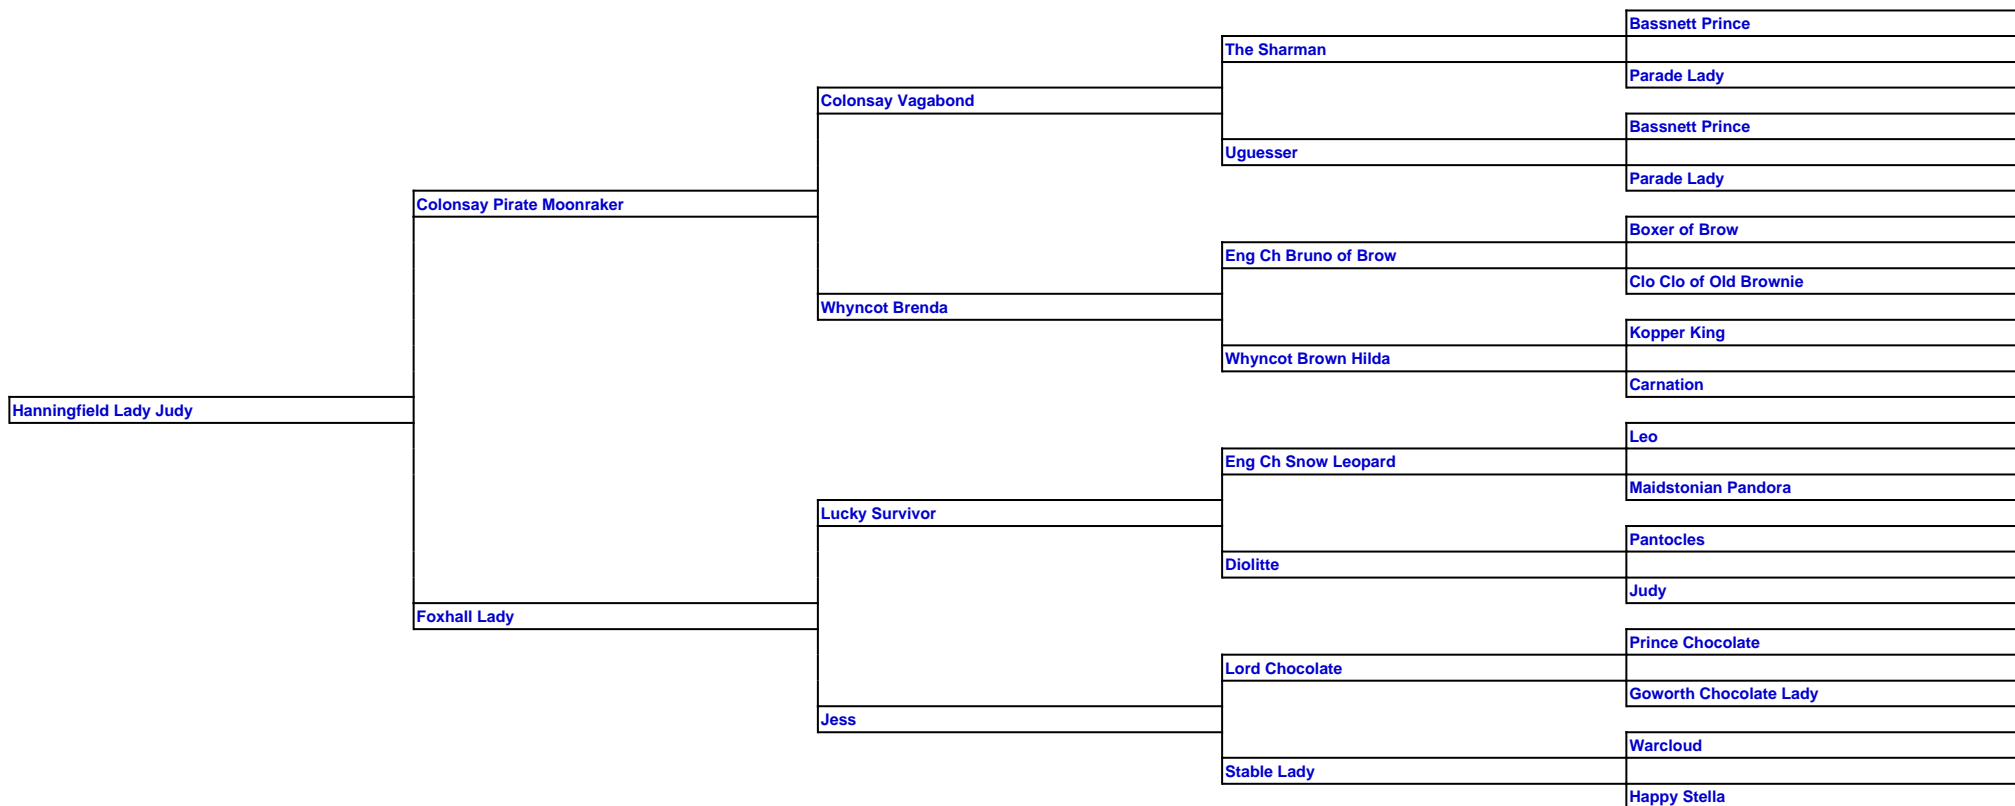 Bassnett Prince
The Sharman
Parade Lady
Colonsay Vagabond
Bassnett Prince
Uguesser
Parade Lady
Colonsay Pirate Moonraker
Boxer of Brow
Eng Ch Bruno of Brow
Clo Clo of Old Brownie
Whyncot Brenda
Kopper King
Whyncot Brown Hilda
Carnation
Hanningfield Lady Judy
Leo
Eng Ch Snow Leopard
Maidstonian Pandora
Lucky Survivor
Pantocles
Diolitte
Judy
Foxhall Lady
Prince Chocolate
Lord Chocolate
Goworth Chocolate Lady
Jess
Warcloud
Stable Lady
Happy Stella